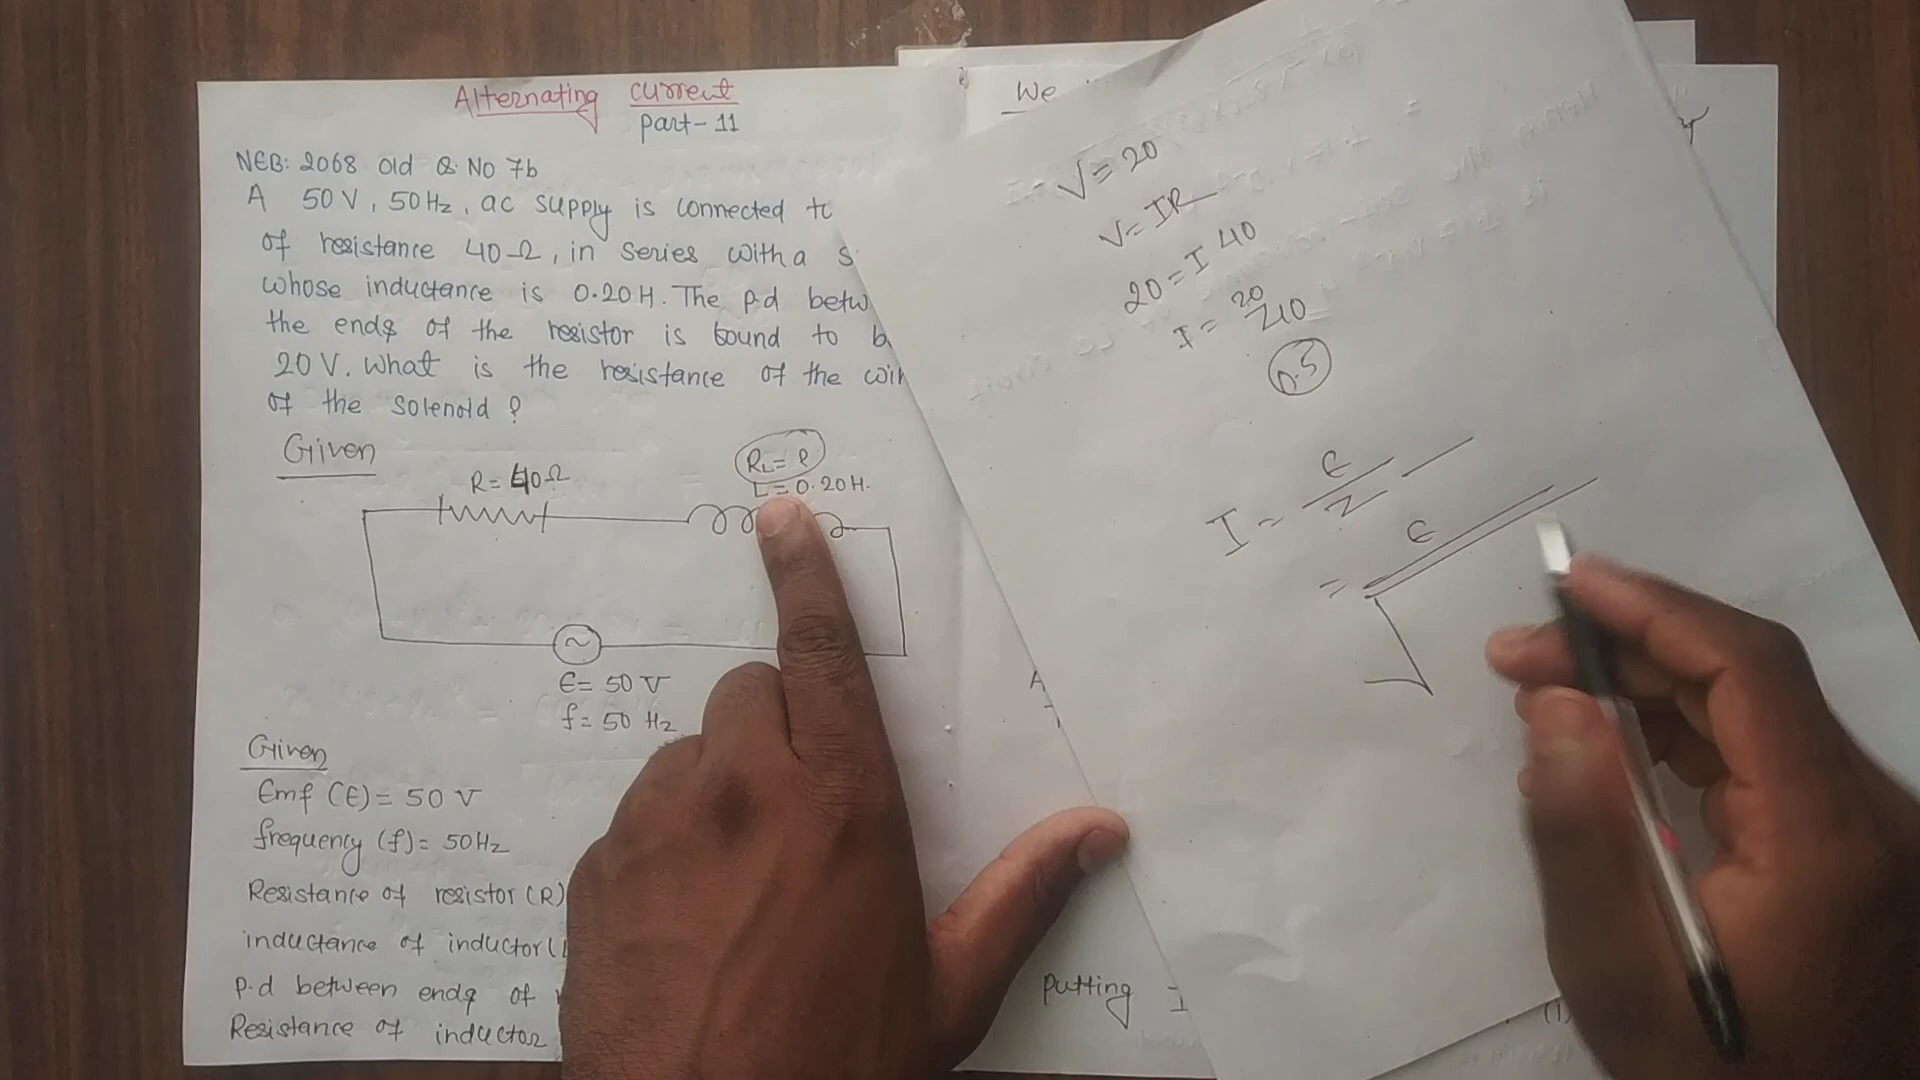 Alternating current
part-11
NEB: 2068 old Q. No 7b
A 50 V, 50 Hz, ac supply is connected to
of resistance 40 Ω, in series with a s
whose inductance is 0.20 H. The p.d betw
the ends of the resistor is found to b
20 V. What is the resistance of the
of the solenoid ?
Given
R = 40Ω
RL = ?
L = 0.20 H.
~
E = 50 V
f = 50 Hz
Given
Emf (E) = 50 V
frequency (f) = 50 Hz
Resistance of resistor (R)
inductance of inductor (
p.d between ends of
Resistance of inductor
We
V = 20
V = IR
20 = I 40
I = 20/40
0.5
I = E/Z
= E/√
A
putting I
(1)